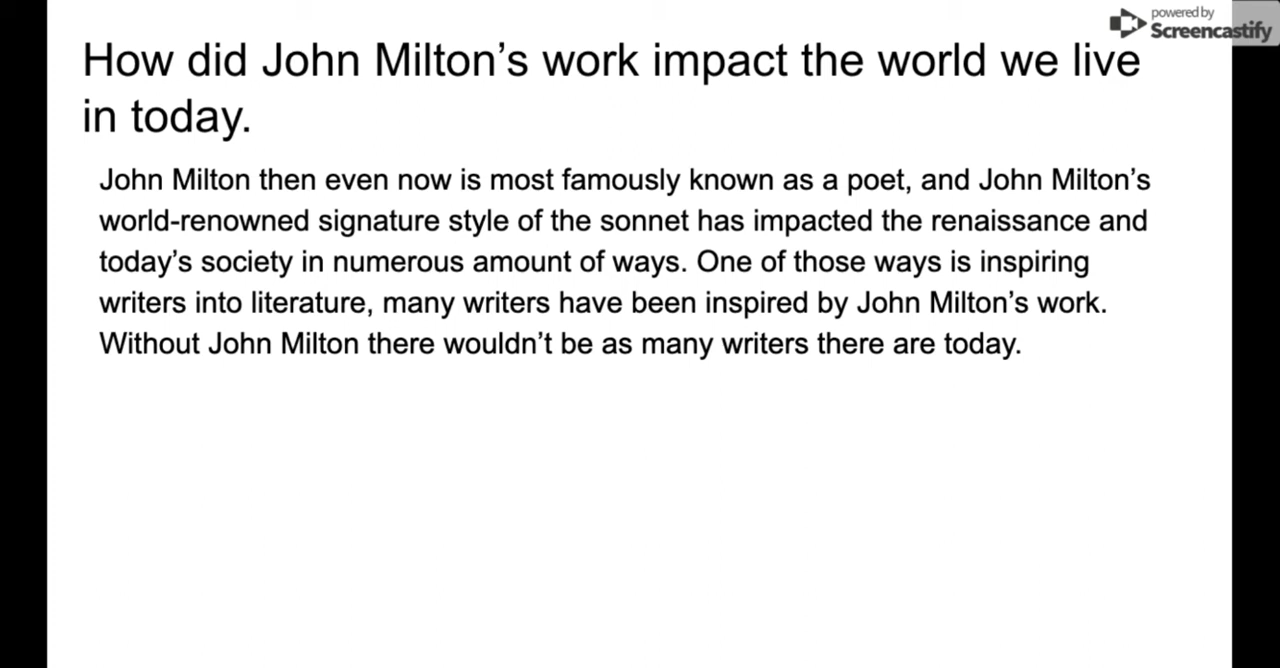 powered by
Screencastify
How did John Milton’s work impact the world we live
in today.
John Milton then even now is most famously known as a poet, and John Milton’s
world-renowned signature style of the sonnet has impacted the renaissance and
today’s society in numerous amount of ways. One of those ways is inspiring
writers into literature, many writers have been inspired by John Milton’s work.
Without John Milton there wouldn’t be as many writers there are today.